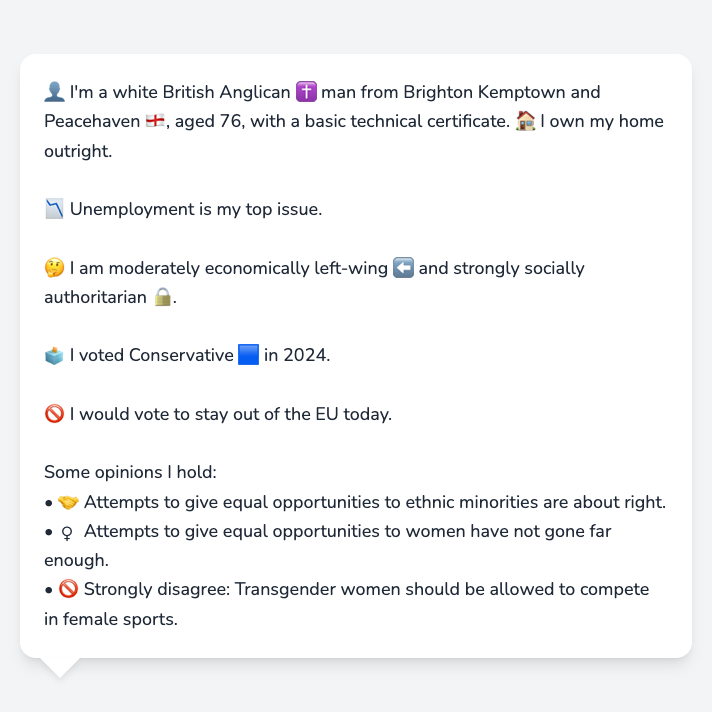 👤 I'm a white British Anglican ✝️ man from Brighton Kemptown and
Peacehaven 🏴󠁧󠁢󠁥󠁮󠁧󠁿, aged 76, with a basic technical certificate. 🏠 I own my home
outright.
📉 Unemployment is my top issue.
🤔 I am moderately economically left-wing ⬅️ and strongly socially
authoritarian 🔒.
🗳️ I voted Conservative 🟦 in 2024.
🚫 I would vote to stay out of the EU today.
Some opinions I hold:
• 🤝 Attempts to give equal opportunities to ethnic minorities are about right.
• ♀ Attempts to give equal opportunities to women have not gone far
enough.
• 🚫 Strongly disagree: Transgender women should be allowed to compete
in female sports.